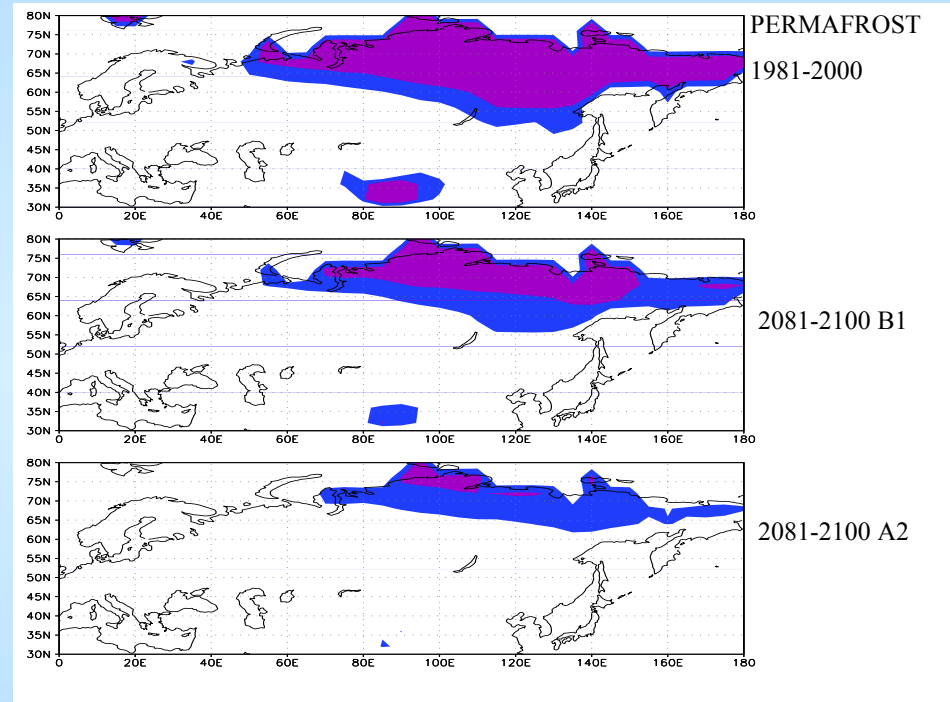 80N
75N
70N
65N
60N
55N
50N
45N
40N
35N
30N
0 20E 40E 60E 80E 100E 120E 140E 160E 180
PERMAFROST
1981-2000
80N
75N
70N
65N
60N
55N
50N
45N
40N
35N
30N
0 20E 40E 60E 80E 100E 120E 140E 160E 180
2081-2100 B1
80N
75N
70N
65N
60N
55N
50N
45N
40N
35N
30N
0 20E 40E 60E 80E 100E 120E 140E 160E 180
2081-2100 A2